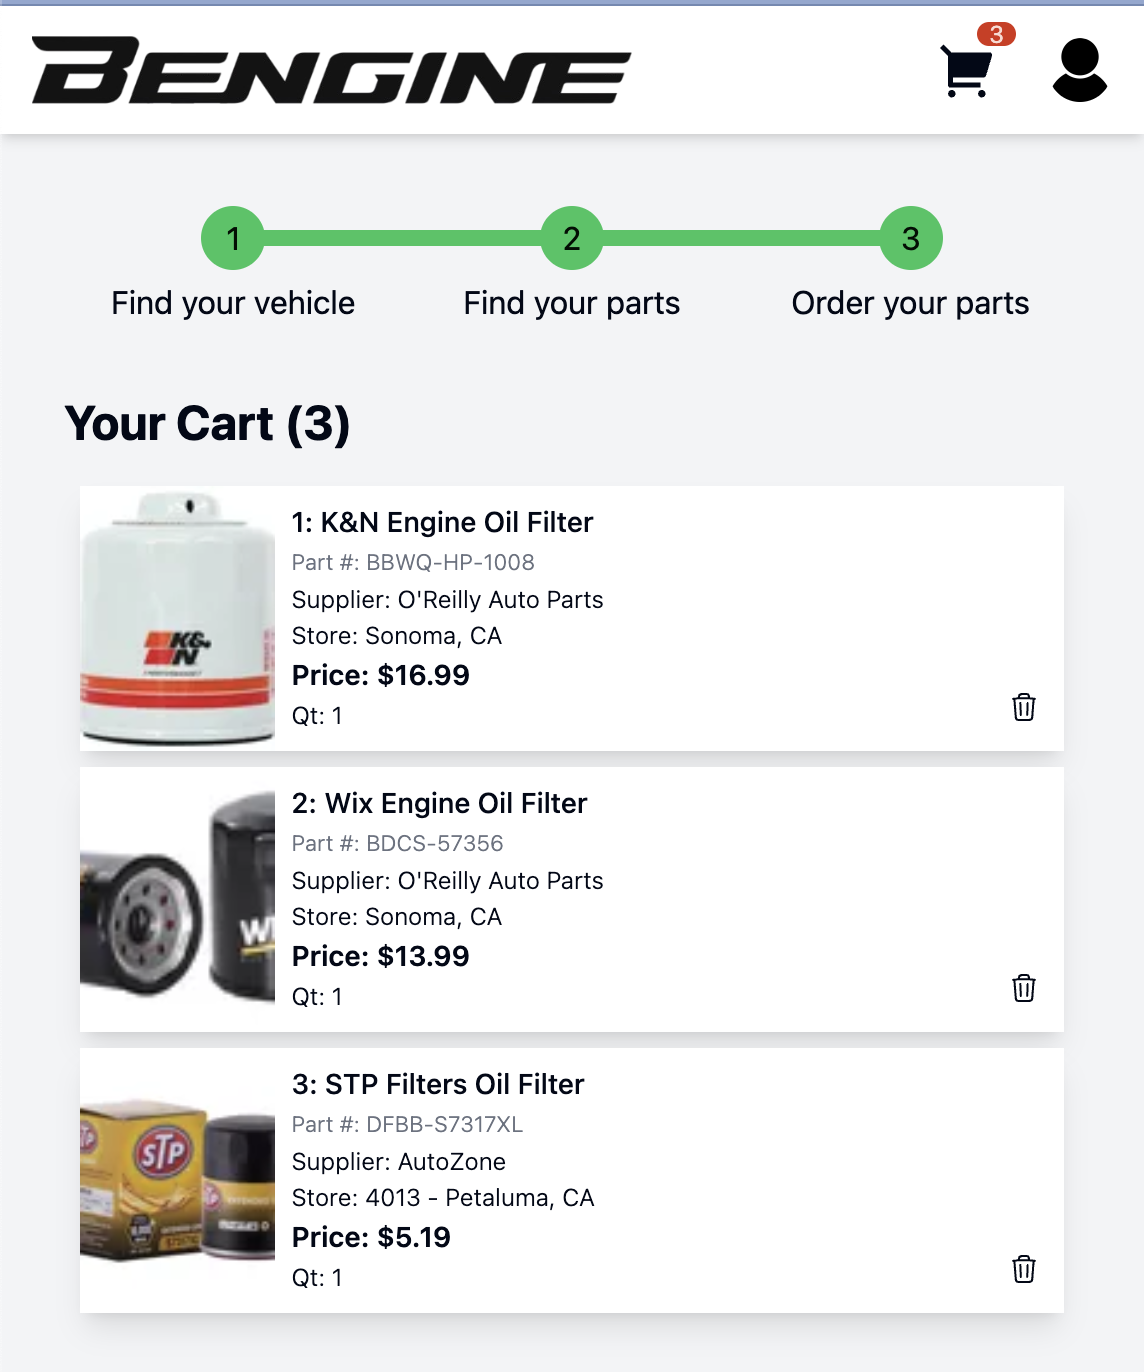 BENGINE
3
1
2
3
Find your vehicle
Find your parts
Order your parts
Your Cart (3)
K&N
1: K&N Engine Oil Filter
Part #: BBWQ-HP-1008
Supplier: O'Reilly Auto Parts
Store: Sonoma, CA
Price: $16.99
Qt: 1
2: Wix Engine Oil Filter
Part #: BDCS-57356
Supplier: O'Reilly Auto Parts
Store: Sonoma, CA
Price: $13.99
Qt: 1
STP
3: STP Filters Oil Filter
Part #: DFBB-S7317XL
Supplier: AutoZone
Store: 4013 - Petaluma, CA
Price: $5.19
Qt: 1